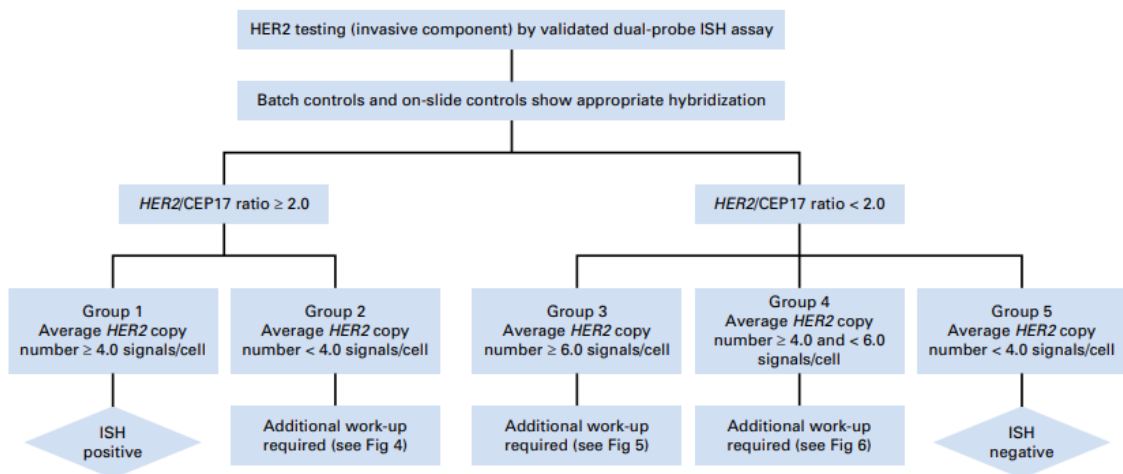 HER2 testing (invasive component) by validated dual-probe ISH assay
Batch controls and on-slide controls show appropriate hybridization
HER2/CEP17 ratio ≥ 2.0
HER2/CEP17 ratio < 2.0
Group 1
Average HER2 copy
number ≥ 4.0 signals/cell
Group 2
Average HER2 copy
number < 4.0 signals/cell
Group 3
Average HER2 copy
number ≥ 6.0 signals/cell
Group 4
Average HER2 copy
number ≥ 4.0 and < 6.0
signals/cell
Group 5
Average HER2 copy
number < 4.0 signals/cell
ISH
positive
Additional work-up
required (see Fig 4)
Additional work-up
required (see Fig 5)
Additional work-up
required (see Fig 6)
ISH
negative